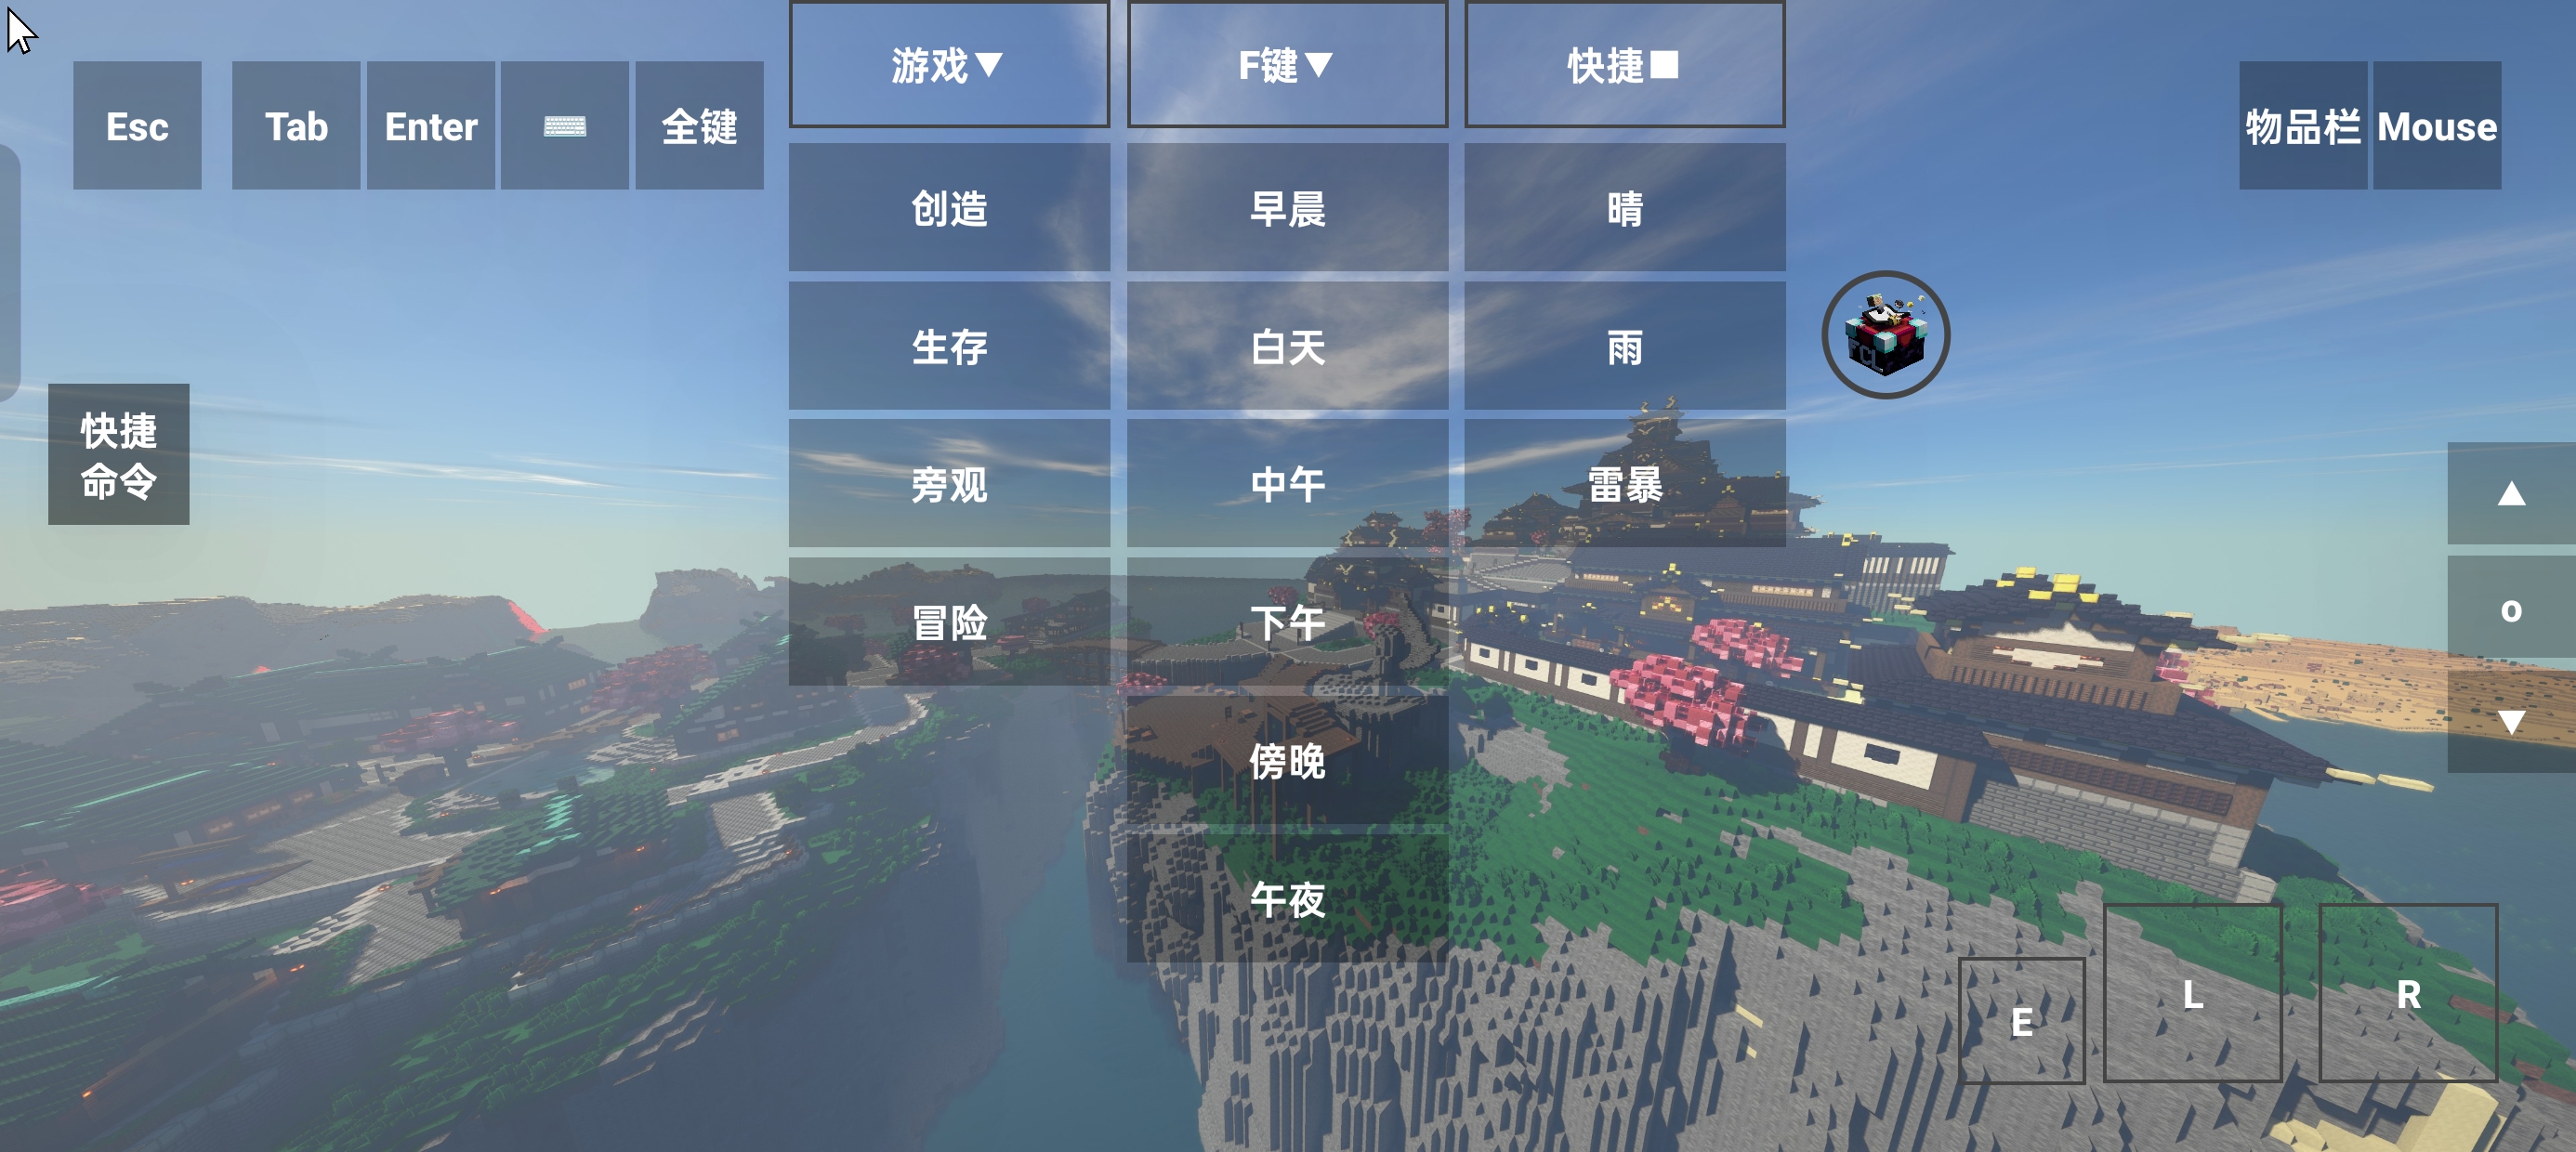 游戏▼
F键▼
快捷■
Esc
Tab
Enter
全键
物品栏
Mouse
创造
早晨
晴
生存
白天
雨
FCL
快捷
命令
旁观
中午
雷暴
▲
冒险
下午
o
▼
傍晚
午夜
E
L
R